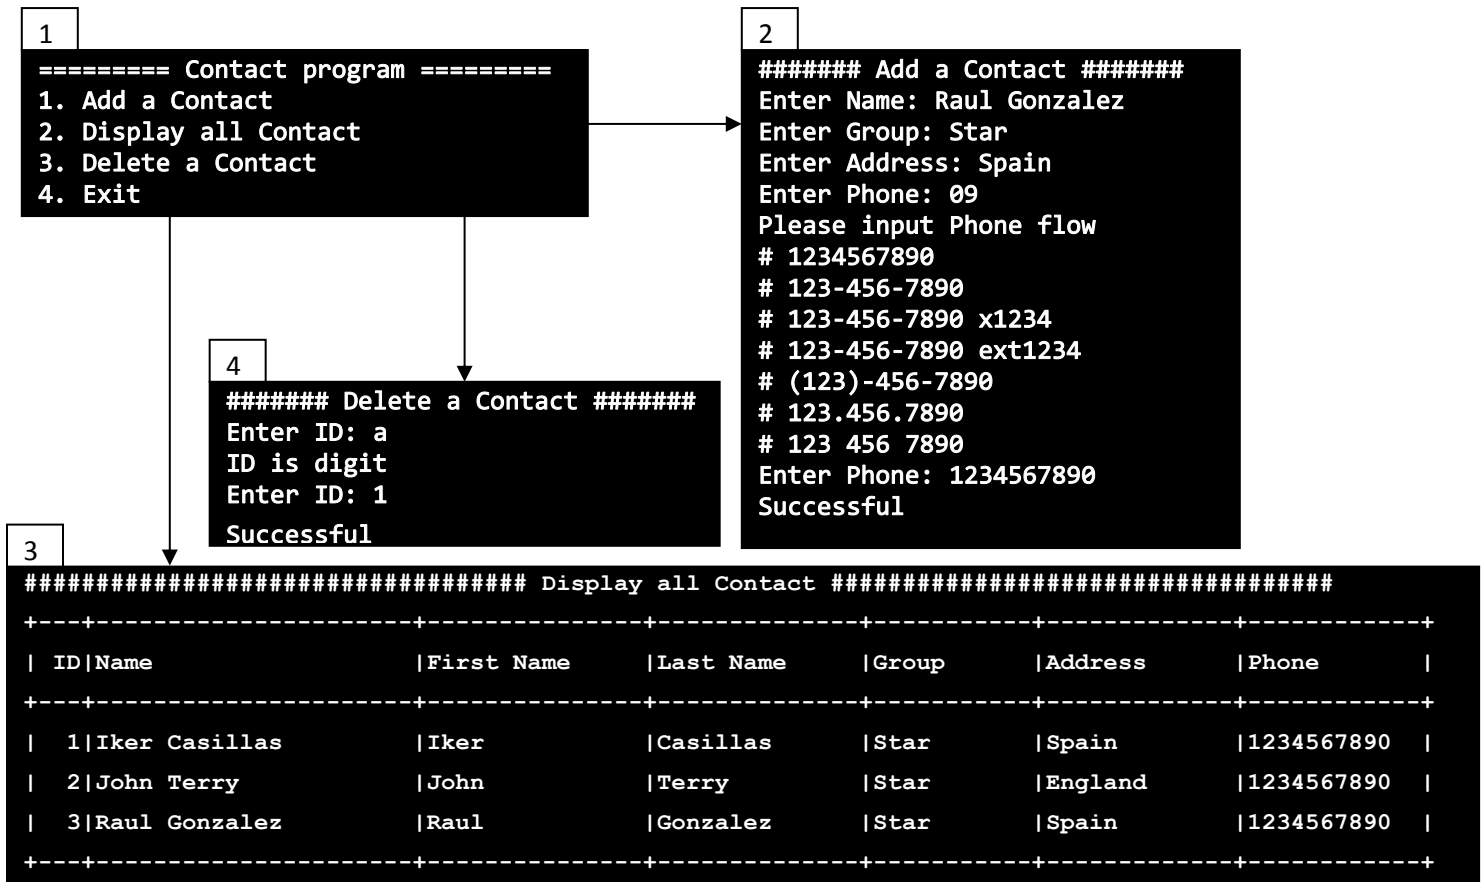 1
========= Contact program =========
1. Add a Contact
2. Display all Contact
3. Delete a Contact
4. Exit
2
####### Add a Contact #######
Enter Name: Raul Gonzalez
Enter Group: Star
Enter Address: Spain
Enter Phone: 09
Please input Phone flow
# 1234567890
# 123-456-7890
# 123-456-7890 x1234
# 123-456-7890 ext1234
# (123)-456-7890
# 123.456.7890
# 123 456 7890
Enter Phone: 1234567890
Successful
4
####### Delete a Contact #######
Enter ID: a
ID is digit
Enter ID: 1
Successful
3
################################### Display all Contact ###################################
+---+----------------------+---------------+--------------+-----------+-------------+------------+
| ID|Name                  |First Name     |Last Name     |Group      |Address      |Phone       |
+---+----------------------+---------------+--------------+-----------+-------------+------------+
|  1|Iker Casillas         |Iker           |Casillas      |Star       |Spain        |1234567890  |
|  2|John Terry            |John           |Terry         |Star       |England      |1234567890  |
|  3|Raul Gonzalez         |Raul           |Gonzalez      |Star       |Spain        |1234567890  |
+---+----------------------+---------------+--------------+-----------+-------------+------------+